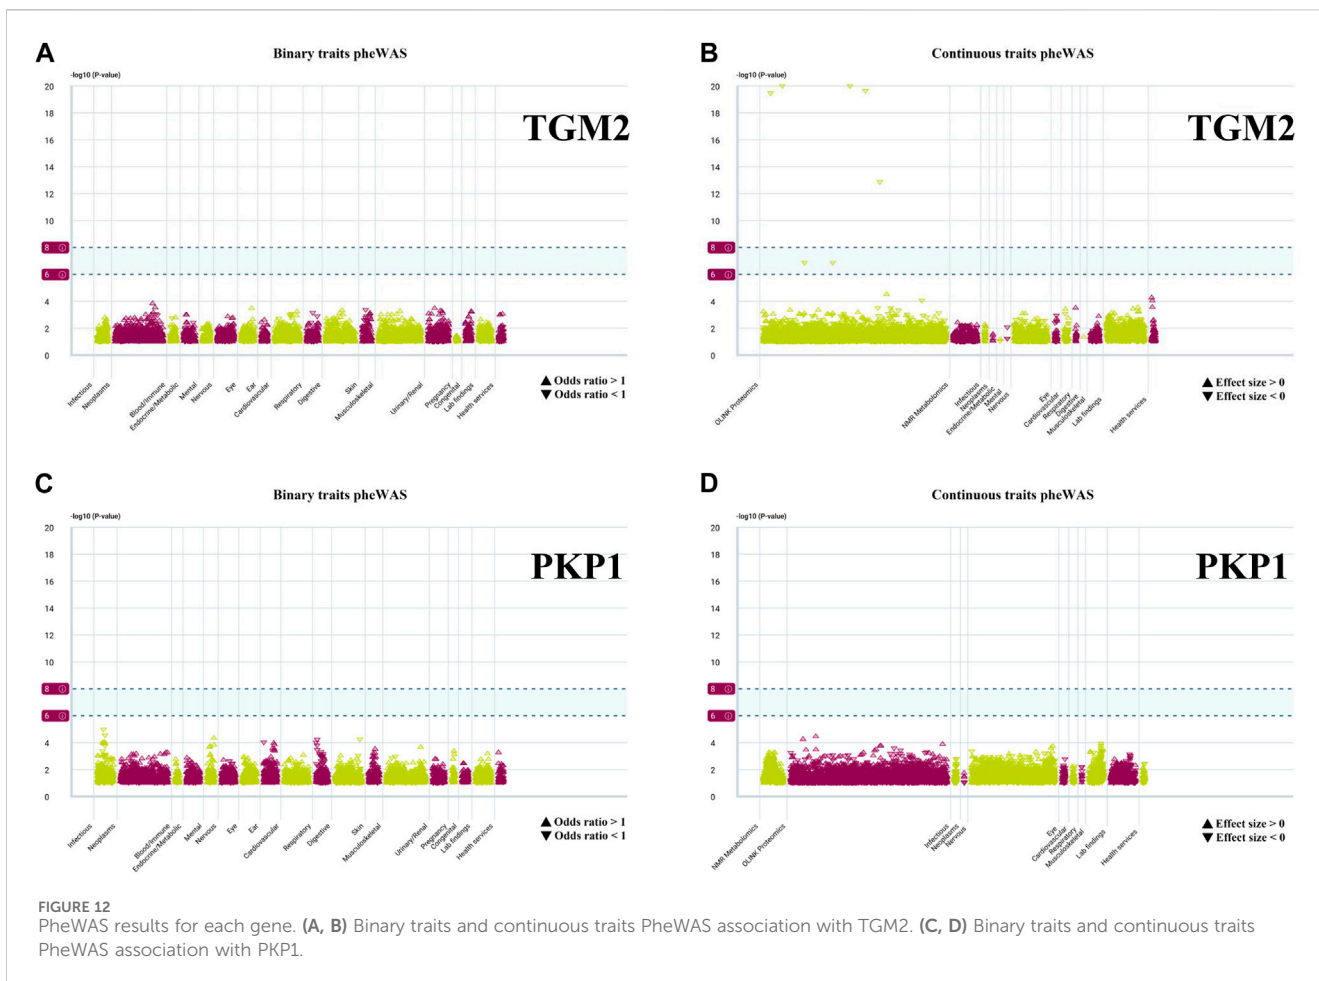 A
Binary traits pheWAS
-log10 (P-value)
20
18
16
14
12
10
8
6
4
2
0
TGM2
Infectious
Neoplasms
Blood/Immune
Endocrine/Metabolic
Mental
Nervous
Eye
Ear
Cardiovascular
Respiratory
Digestive
Skin
Musculoskeletal
Urinary/Renal
Pregnancy
Congenital
Lab findings
Health services
▲ Odds ratio > 1
▼ Odds ratio < 1
B
Continuous traits pheWAS
-log10 (P-value)
20
18
16
14
12
10
8
6
4
2
0
TGM2
OLINK Proteomics
NMR Metabolomics
Infectious
Neoplasms
Endocrine/Metabolic
Mental
Nervous
Eye
Cardiovascular
Respiratory
Digestive
Musculoskeletal
Lab findings
Health services
▲ Effect size > 0
▼ Effect size < 0
C
Binary traits pheWAS
-log10 (P-value)
20
18
16
14
12
10
8
6
4
2
0
PKP1
Infectious
Neoplasms
Blood/Immune
Endocrine/Metabolic
Mental
Nervous
Eye
Ear
Cardiovascular
Respiratory
Digestive
Skin
Musculoskeletal
Urinary/Renal
Pregnancy
Congenital
Lab findings
Health services
▲ Odds ratio > 1
▼ Odds ratio < 1
D
Continuous traits pheWAS
-log10 (P-value)
20
18
16
14
12
10
8
6
4
2
0
PKP1
NMR Metabolomics
OLINK Proteomics
Infectious
Neoplasms
Nervous
Eye
Cardiovascular
Respiratory
Musculoskeletal
Lab findings
Health services
▲ Effect size > 0
▼ Effect size < 0
FIGURE 12
PheWAS results for each gene. (A, B) Binary traits and continuous traits PheWAS association with TGM2. (C, D) Binary traits and continuous traits
PheWAS association with PKP1.